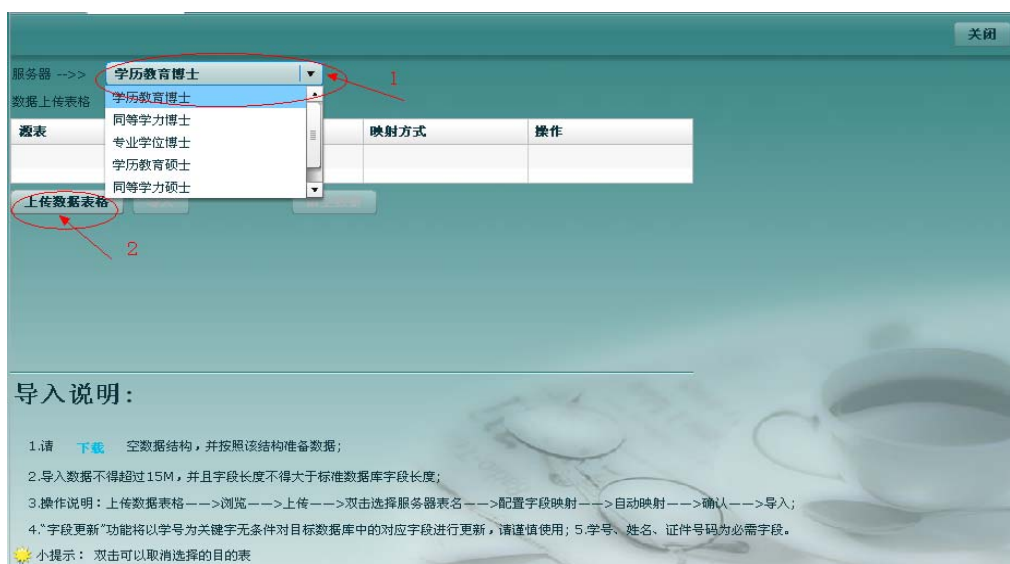 关闭
服务器 -->> 学历教育博士 1
数据上传表格 学历教育博士
同等学力博士
源表 映射方式 操作
专业学位博士
学历教育硕士
同等学力硕士
上传数据表格
2
导入说明:
1.请 下载 空数据结构,并按照该结构准备数据;
2.导入数据不得超过15M,并且字段长度不得大于标准数据库字段长度;
3.操作说明:上传数据表格——>浏览——>上传——>双击选择服务器表名——>配置字段映射——>自动映射——>确认——>导入;
4.“字段更新”功能将以学号为关键字无条件对目标数据库中的对应字段进行更新,请谨慎使用; 5.学号、姓名、证件号码为必需字段。
小提示: 双击可以取消选择的目的表